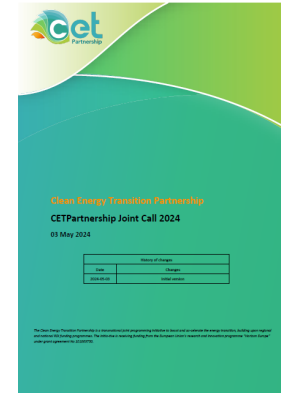 cet
Partnership
Clean Energy Transition Partnership
CETPartnership Joint Call 2024
03 May 2024
History of changes
Date Changes
2024-05-03 Initial version
The Clean Energy Transition Partnership is a transnational joint programming initiative to boost and accelerate the energy transition, building upon regional
and national RDI funding programmes. The initiative is receiving funding from the European Union's research and innovation programme "Horizon Europe"
under grant agreement No